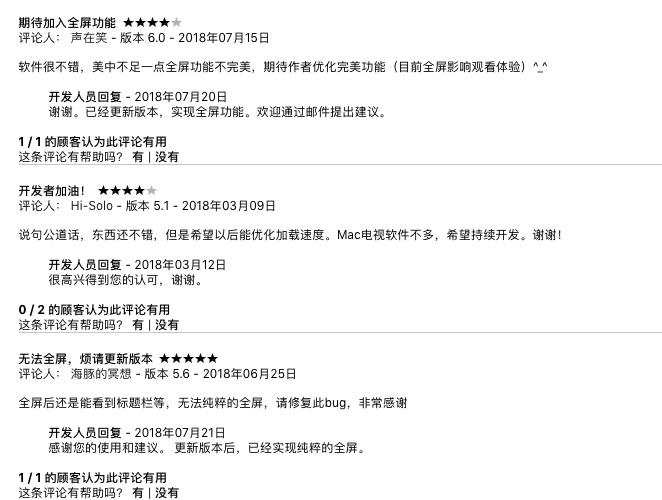 期待加入全屏功能 ★★★★★
评论人： 声在笑 - 版本 6.0 - 2018年07月15日
软件很不错，美中不足一点全屏功能不完美，期待作者优化完美功能（目前全屏影响观看体验）^_^
开发人员回复 - 2018年07月20日
谢谢。已经更新版本，实现全屏功能。欢迎通过邮件提出建议。
1 / 1 的顾客认为此评论有用
这条评论有帮助吗？ 有 | 没有
开发者加油！ ★★★★★
评论人： Hi-Solo - 版本 5.1 - 2018年03月09日
说句公道话，东西还不错，但是希望以后能优化加载速度。Mac电视软件不多，希望持续开发。谢谢！
开发人员回复 - 2018年03月12日
很高兴得到您的认可，谢谢。
0 / 2 的顾客认为此评论有用
这条评论有帮助吗？ 有 | 没有
无法全屏，烦请更新版本 ★★★★★
评论人： 海豚的冥想 - 版本 5.6 - 2018年06月25日
全屏后还是能看到标题栏等，无法纯粹的全屏，请修复此bug，非常感谢
开发人员回复 - 2018年07月21日
感谢您的使用和建议。 更新版本后，已经实现纯粹的全屏。
1 / 1 的顾客认为此评论有用
这条评论有帮助吗？ 有 | 没有